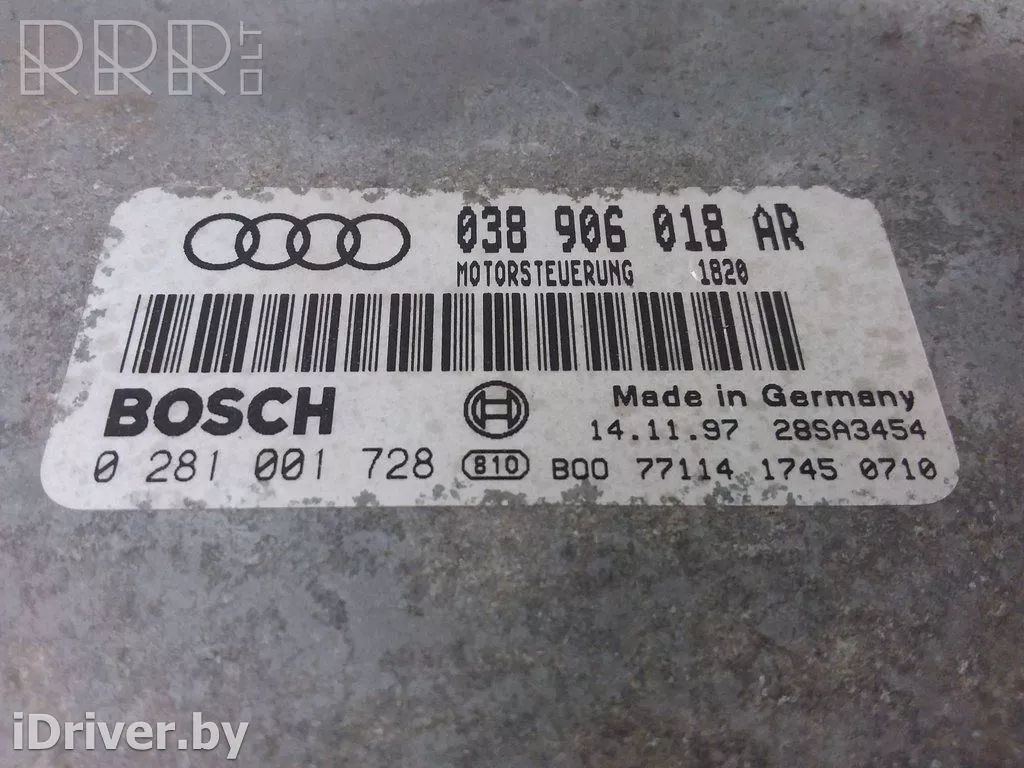 RRR.LT
038 906 018 AR
MOTORSTEUERUNG 1820
BOSCH
Made in Germany
14.11.97 28SA3454
0 281 001 728 810 B00 77114 1745 0710
iDriver.by